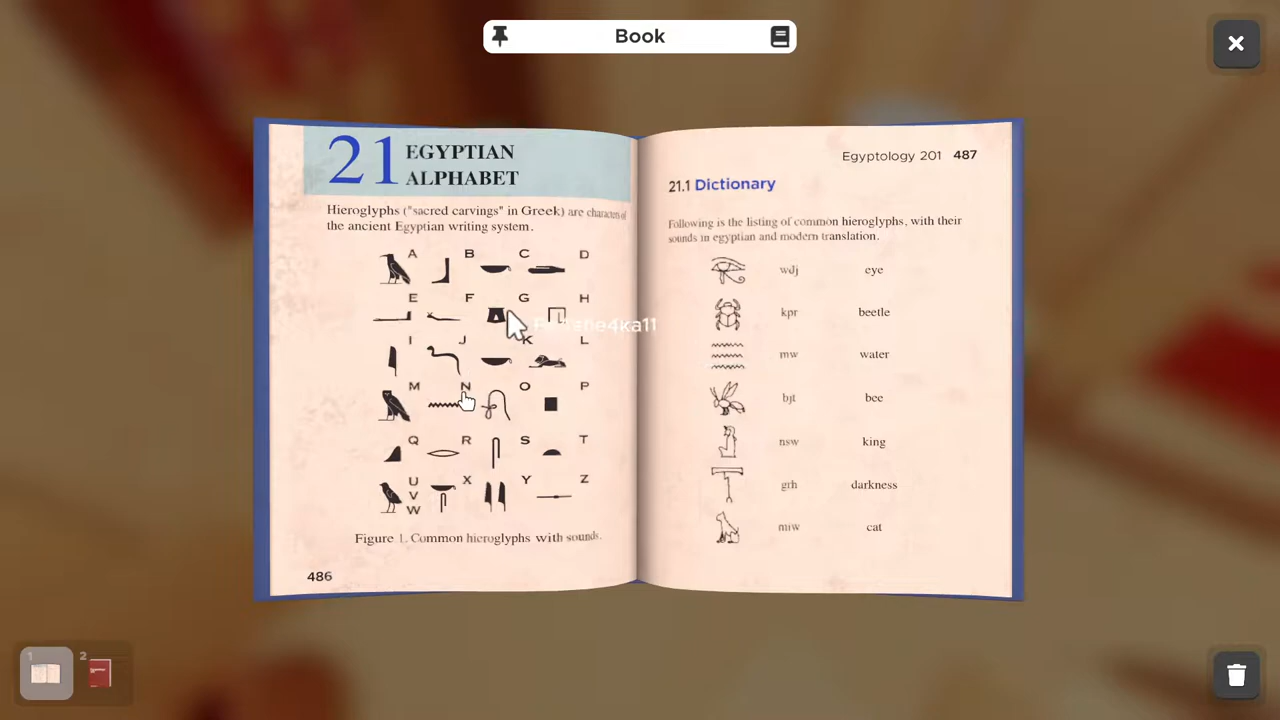 Book
21 EGYPTIAN
ALPHABET
Hieroglyphs ("sacred carvings" in Greek) are characters of
the ancient Egyptian writing system.
A B C D
E F G H
I J K L
M N O P
Q R S T
U X Y Z
V
W
Figure 1. Common hieroglyphs with sounds.
486
Egyptology 201 487
21.1 Dictionary
Following is the listing of common hieroglyphs, with their
sounds in egyptian and modern translation.
wdj eye
kpr beetle
mw water
bjt bee
nsw king
grh darkness
miw cat
1 2